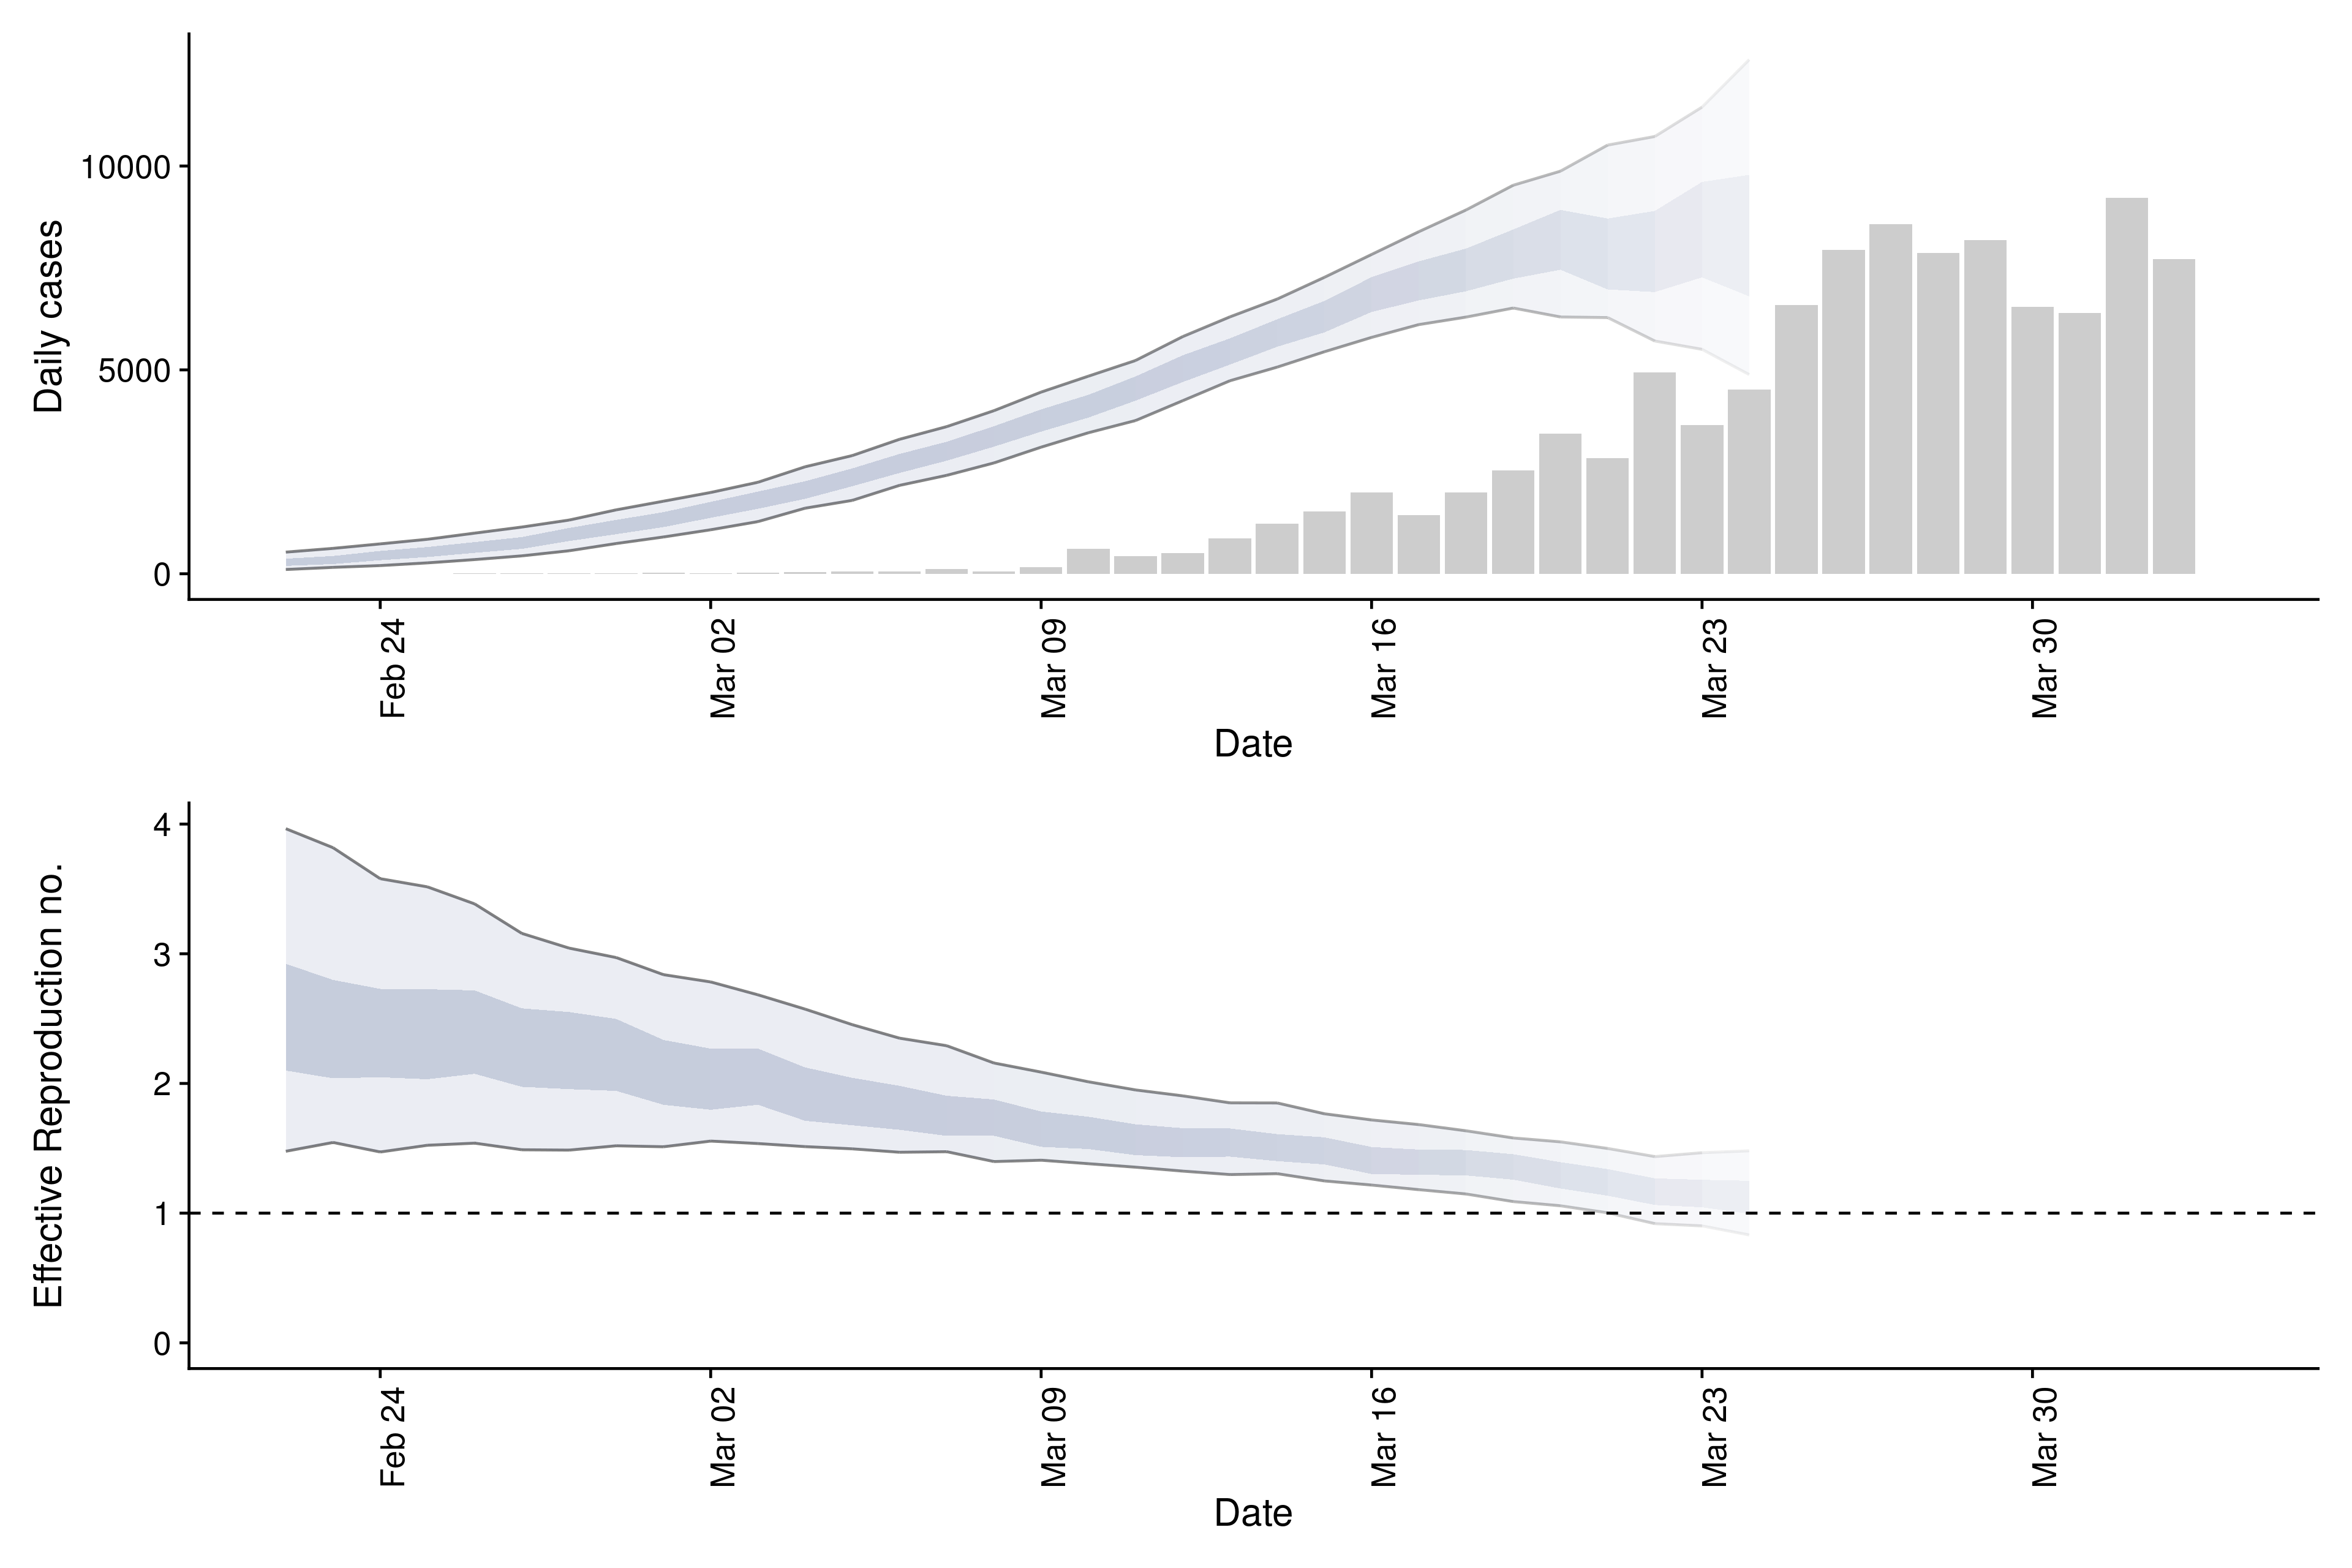 Daily cases
10000
5000
0
Feb 24
Mar 02
Mar 09
Mar 16
Mar 23
Mar 30
Date
Effective Reproduction no.
4
3
2
1
0
Feb 24
Mar 02
Mar 09
Mar 16
Mar 23
Mar 30
Date